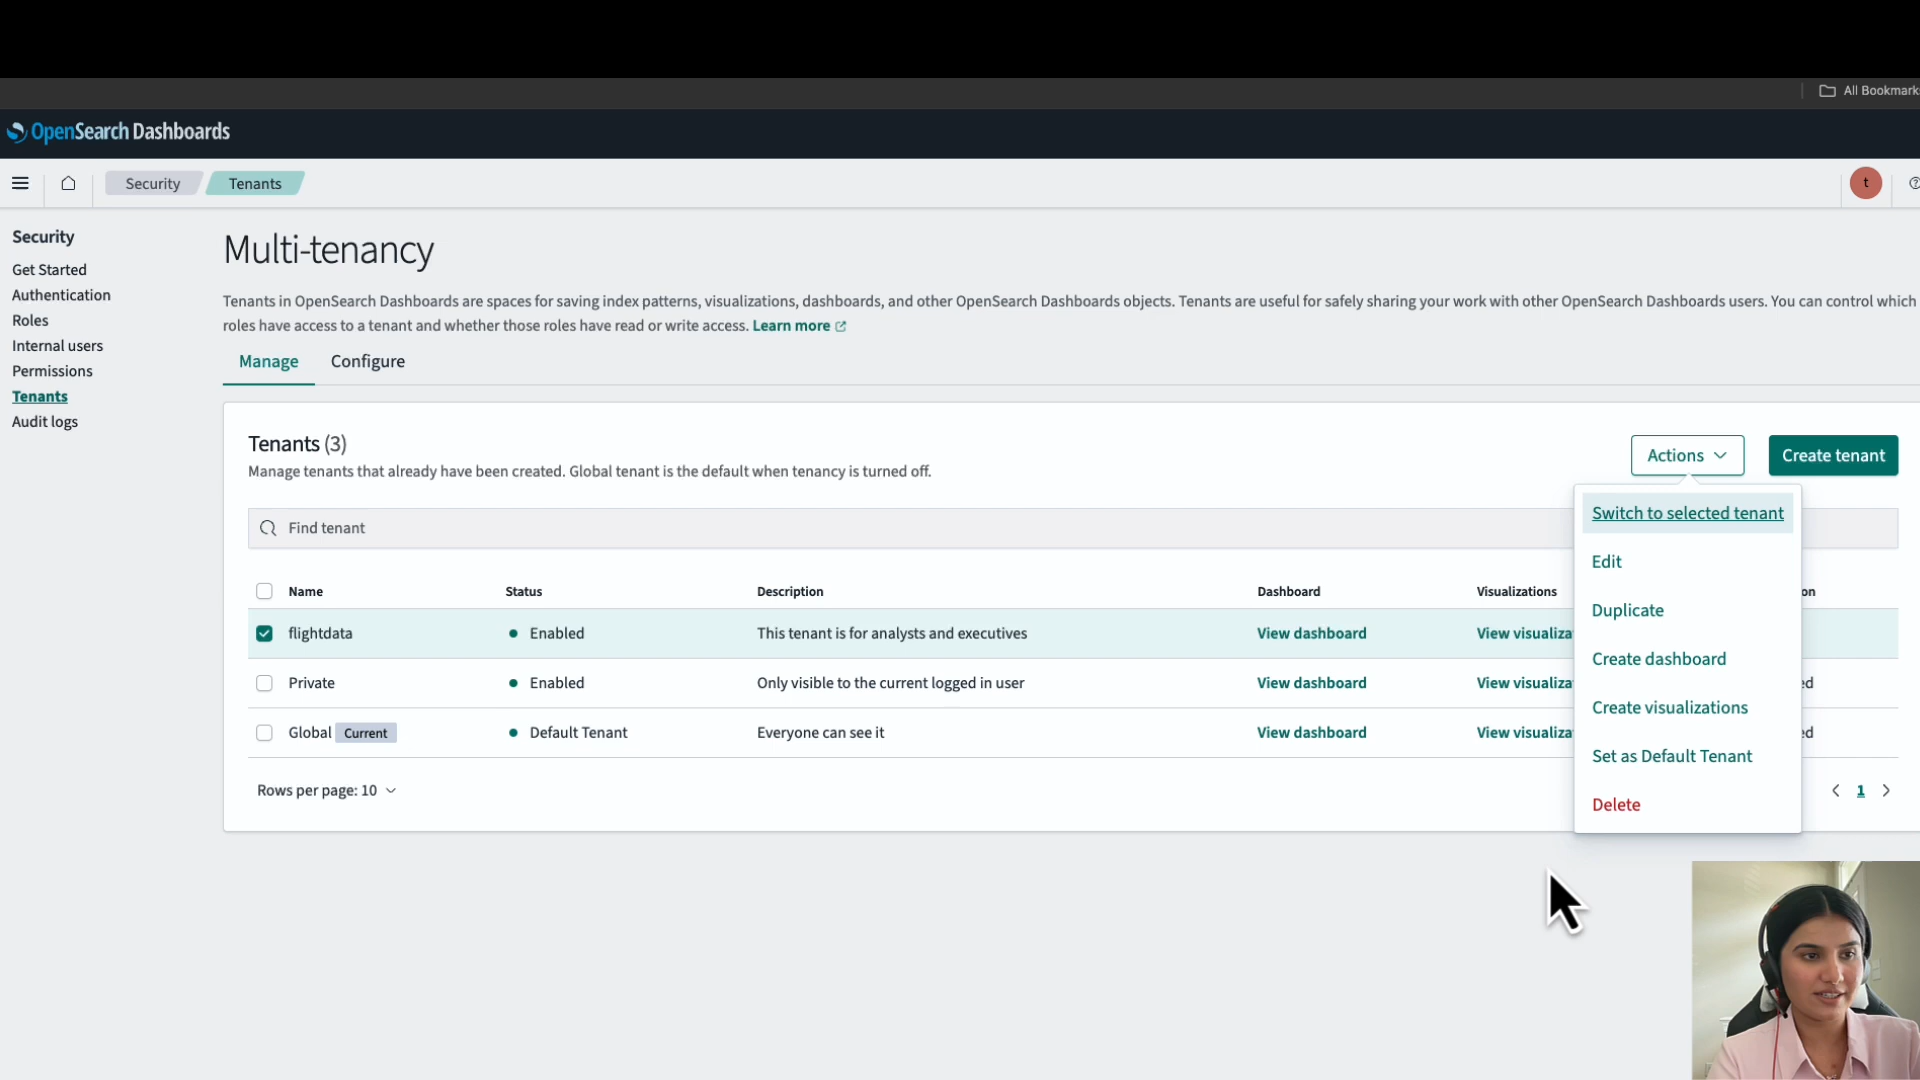 All Bookmark
OpenSearch Dashboards
Security
Tenants
t
Security
Get Started
Authentication
Roles
Internal users
Permissions
Tenants
Audit logs
Multi-tenancy
Tenants in OpenSearch Dashboards are spaces for saving index patterns, visualizations, dashboards, and other OpenSearch Dashboards objects. Tenants are useful for safely sharing your work with other OpenSearch Dashboards users. You can control which
roles have access to a tenant and whether those roles have read or write access. Learn more
Manage Configure
Tenants (3)
Manage tenants that already have been created. Global tenant is the default when tenancy is turned off.
Actions
Create tenant
Find tenant
Name Status Description Dashboard Visualizations on
flightdata Enabled This tenant is for analysts and executives View dashboard View visualiza
Private Enabled Only visible to the current logged in user View dashboard View visualiza ed
Global Current Default Tenant Everyone can see it View dashboard View visualiza ed
Rows per page: 10
1
Switch to selected tenant
Edit
Duplicate
Create dashboard
Create visualizations
Set as Default Tenant
Delete